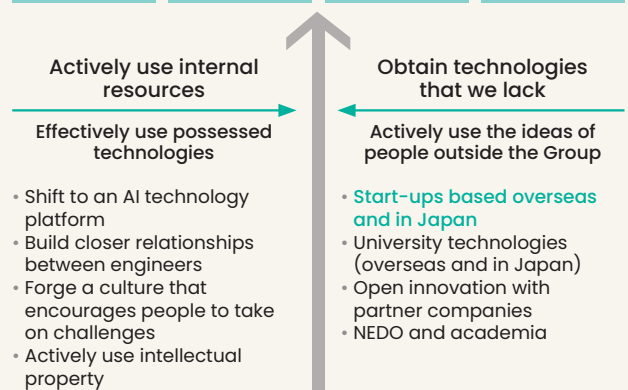 Actively use internal
resources
Effectively use possessed
technologies
• Shift to an AI technology
platform
• Build closer relationships
between engineers
• Forge a culture that
encourages people to take
on challenges
• Actively use intellectual
property
Obtain technologies
that we lack
Actively use the ideas of
people outside the Group
• Start-ups based overseas
and in Japan
• University technologies
(overseas and in Japan)
• Open innovation with
partner companies
• NEDO and academia